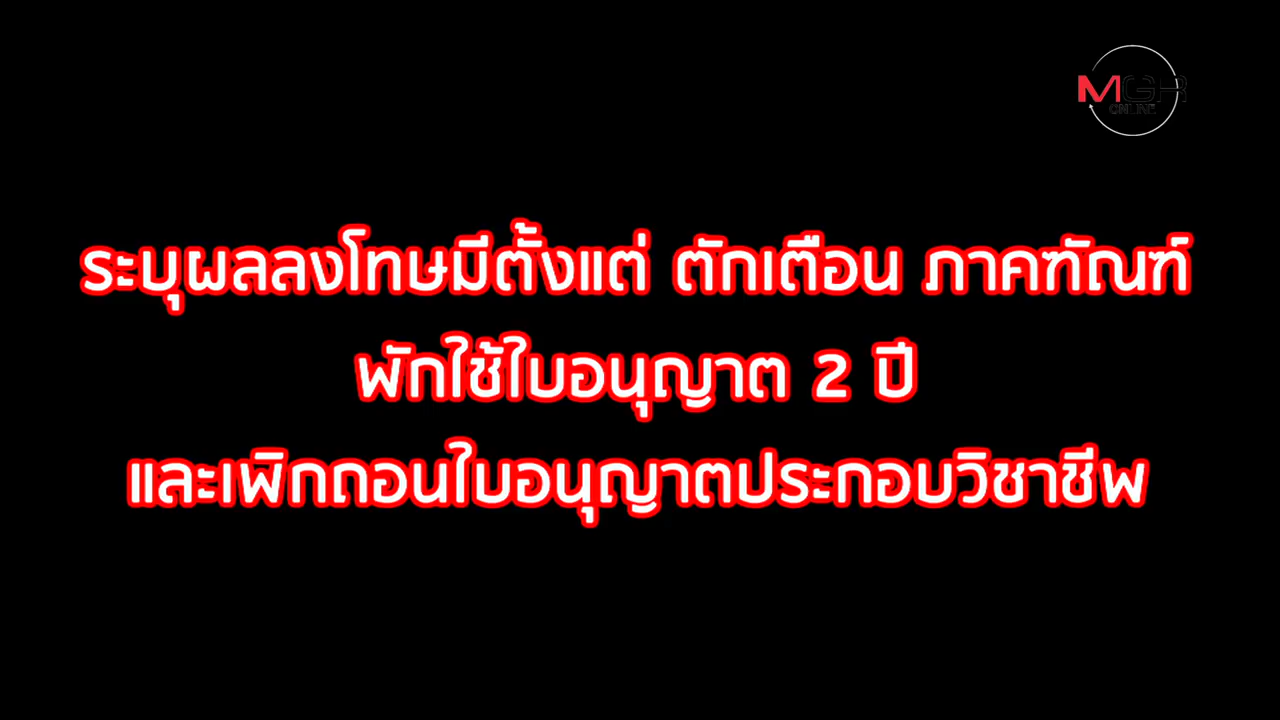 MGR
ONLINE
ระบุผลลงโทษมีตั้งแต่ ตักเตือน ภาคฑัณฑ์
พักใช้ใบอนุญาต 2 ปี
และเพิกถอนใบอนุญาตประกอบวิชาชีพ